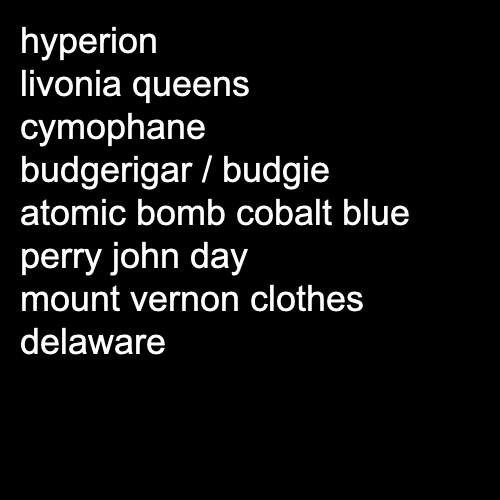 hyperion
livonia queens
cymophane
budgerigar / budgie
atomic bomb cobalt blue
perry john day
mount vernon clothes
delaware